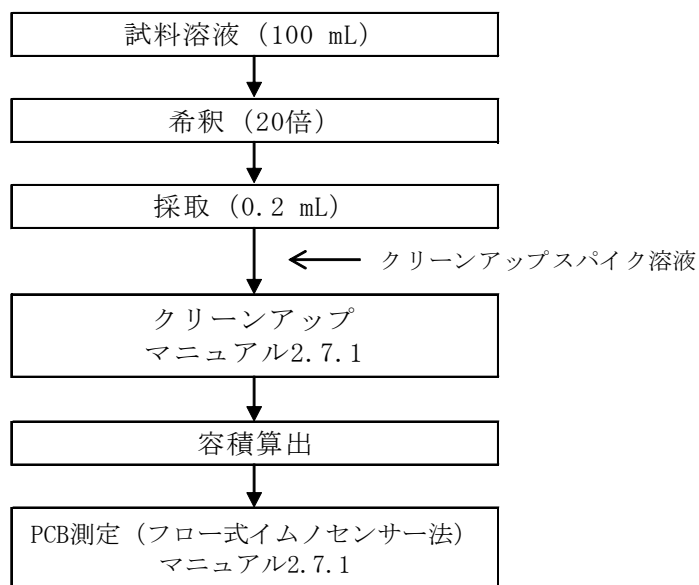 試料溶液 (100 mL)
希釈 (20倍)
採取 (0.2 mL)
クリーンアップスパイク溶液
クリーンアップ
マニュアル2.7.1
容積算出
PCB測定 (フロー式イムノセンサー法)
マニュアル2.7.1